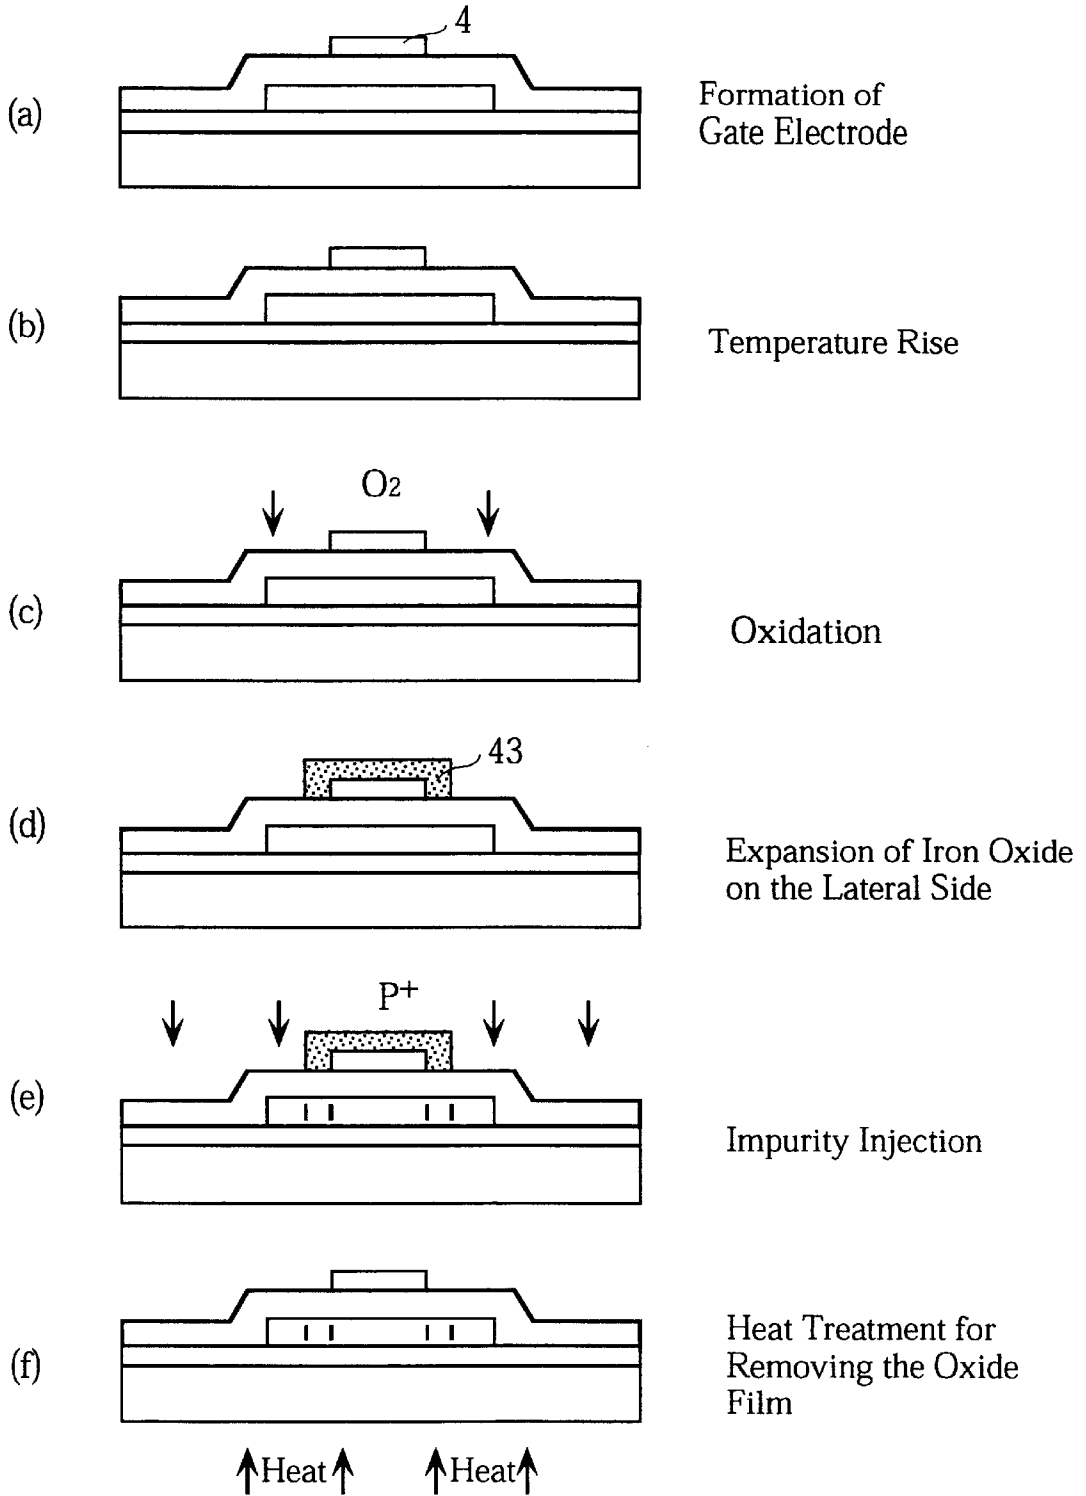 4
(a)
Formation of
Gate Electrode
(b)
Temperature Rise
O2
(c)
Oxidation
43
(d)
Expansion of Iron Oxide
on the Lateral Side
P+
(e)
Impurity Injection
(f)
Heat Treatment for
Removing the Oxide
Film
Heat Heat